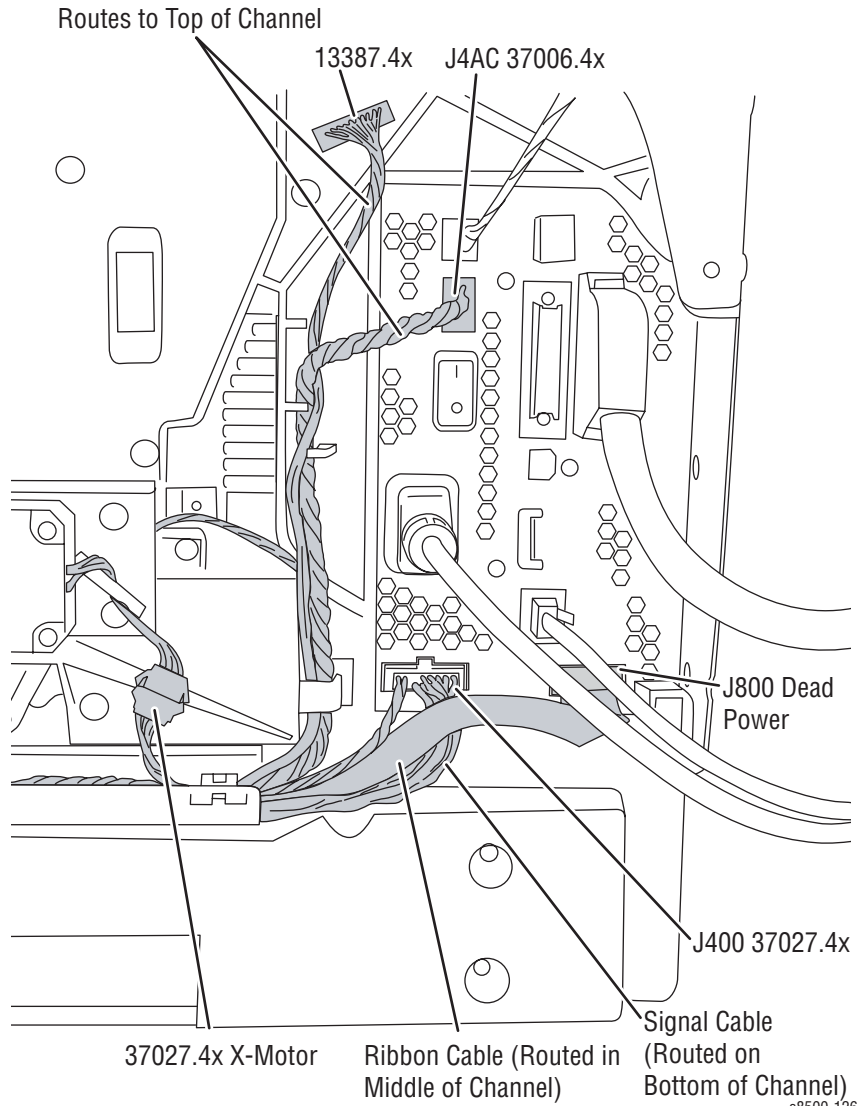 Routes to Top of Channel
13387.4x
J4AC 37006.4x
J800 Dead
Power
J400 37027.4x
37027.4x X-Motor
Ribbon Cable (Routed in
Middle of Channel)
Signal Cable
(Routed on
Bottom of Channel)